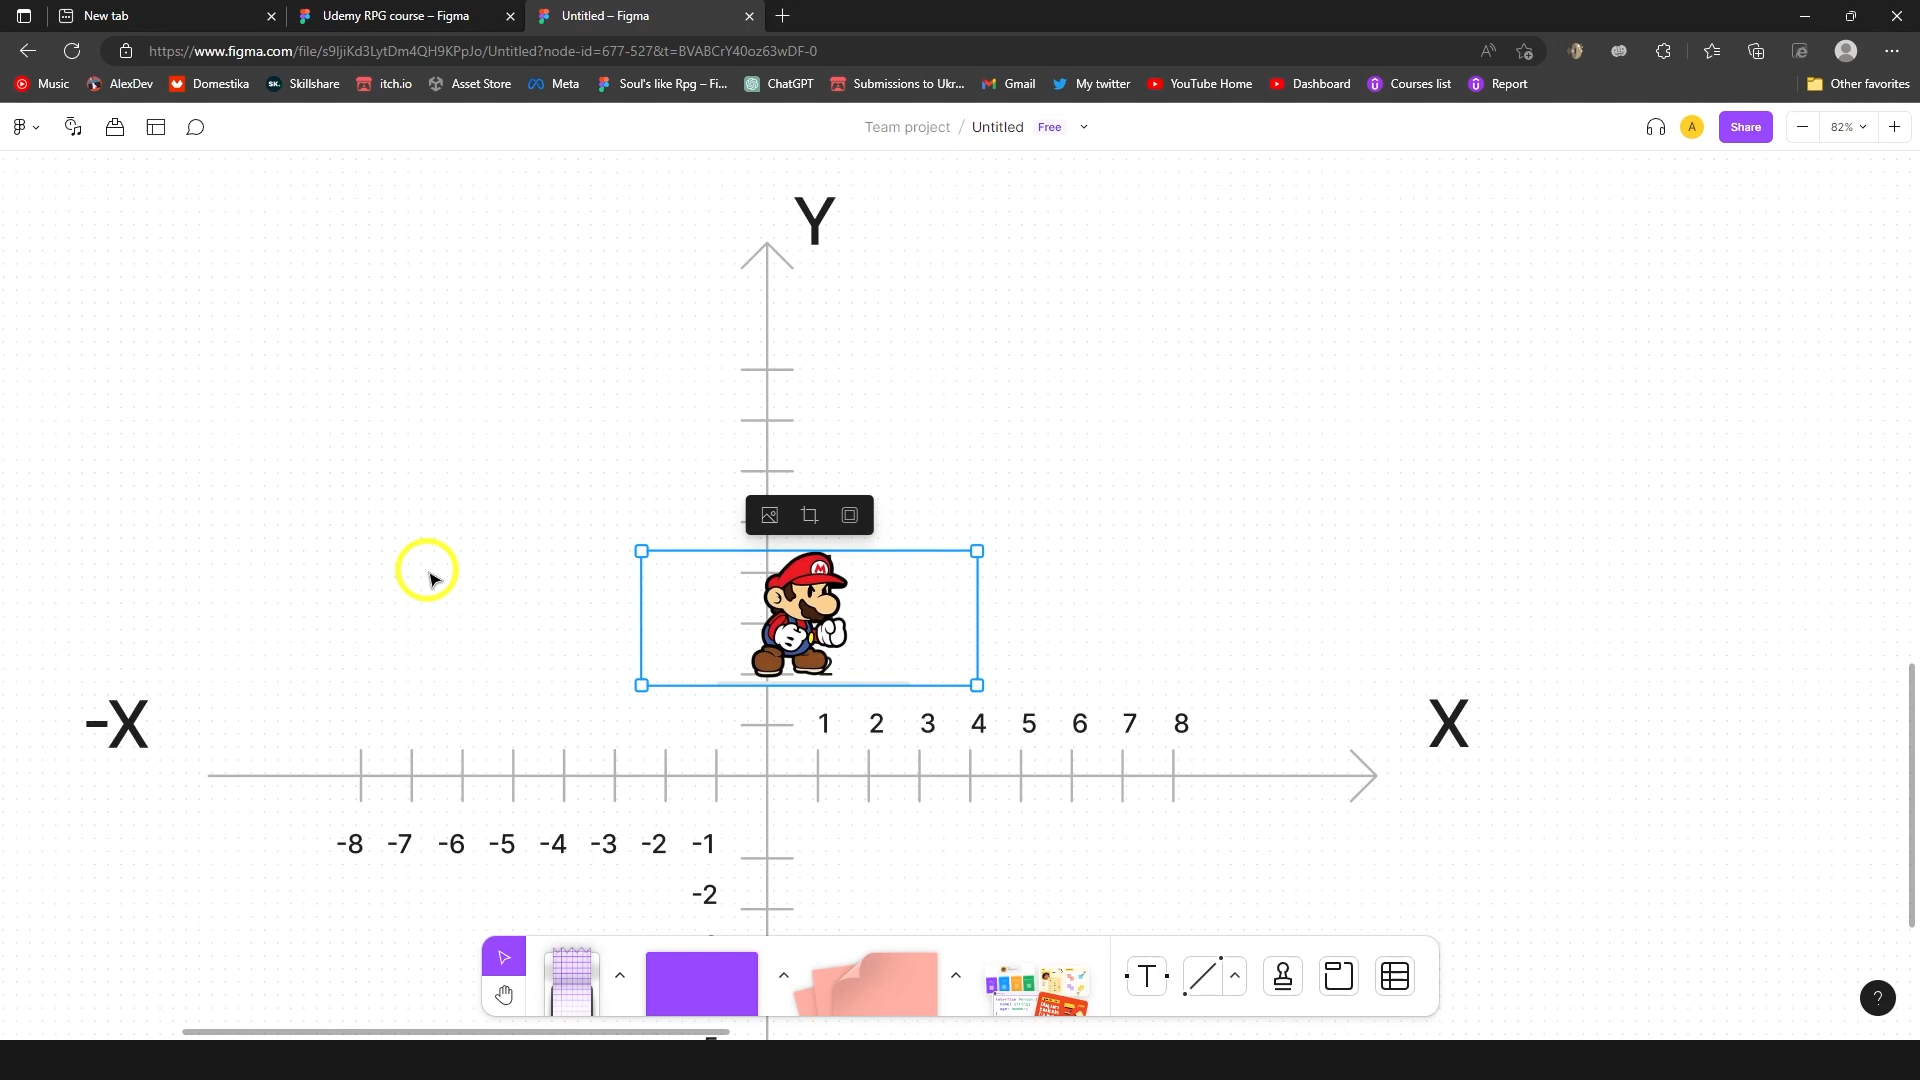 New tab
Udemy RPG course – Figma
Untitled – Figma
https://www.figma.com/file/s9IjiKd3LytDm4QH9KPpJo/Untitled?node-id=677-527&t=BVABCrY40oz63wDF-0
Music
AlexDev
Domestika
SK.
Skillshare
itch.io
Asset Store
Meta
Soul's like Rpg – Fi...
ChatGPT
Submissions to Ukr...
Gmail
My twitter
YouTube Home
Dashboard
Courses list
Report
Other favorites
Team project / Untitled Free
A
Share
82%
Y
M
-X
X
1 2 3 4 5 6 7 8
-8 -7 -6 -5 -4 -3 -2 -1
-2
T
?